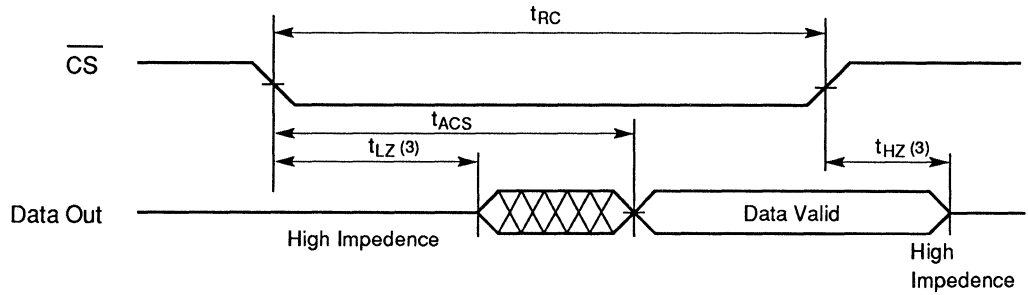 tRC
CS
tACS
tLZ (3)
tHZ (3)
Data Out
Data Valid
High Impedence
High
Impedence